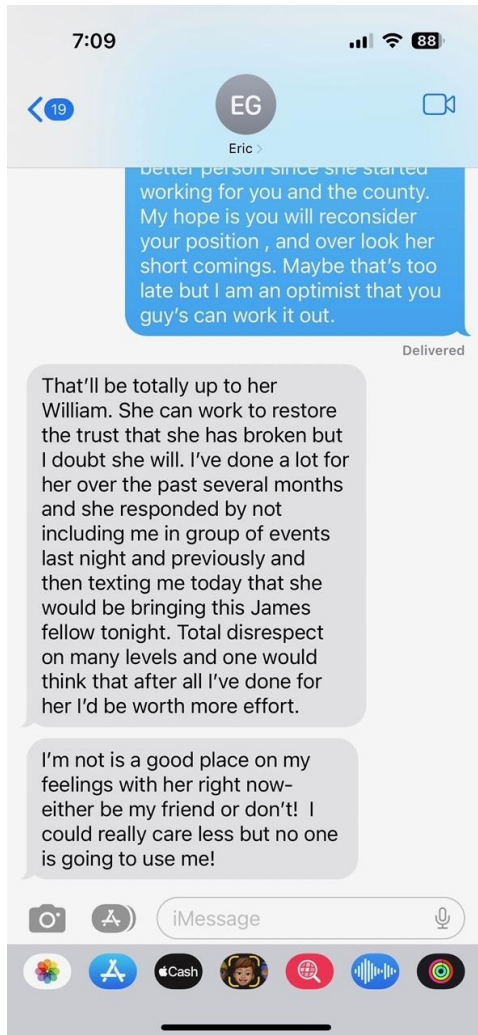 7:09
88
19
EG
Eric
better person since she started
working for you and the county.
My hope is you will reconsider
your position , and over look her
short comings. Maybe that's too
late but I am an optimist that you
guy's can work it out.
Delivered
That'll be totally up to her
William. She can work to restore
the trust that she has broken but
I doubt she will. I've done a lot for
her over the past several months
and she responded by not
including me in group of events
last night and previously and
then texting me today that she
would be bringing this James
fellow tonight. Total disrespect
on many levels and one would
think that after all I've done for
her I'd be worth more effort.
I'm not is a good place on my
feelings with her right now-
either be my friend or don't! I
could really care less but no one
is going to use me!
iMessage
Cash